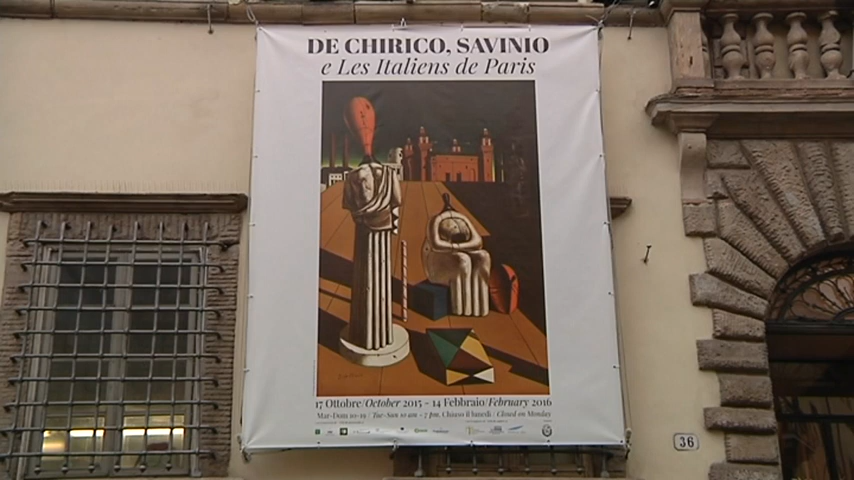 DE CHIRICO, SAVINIO
e Les Italiens de Paris
17 Ottobre/October 2015 - 14 Febbraio/February 2016
Mar-Dom 10-19 / Tue-Sun 10 am - 7 pm. Chiuso il lunedì / Closed on Monday
36